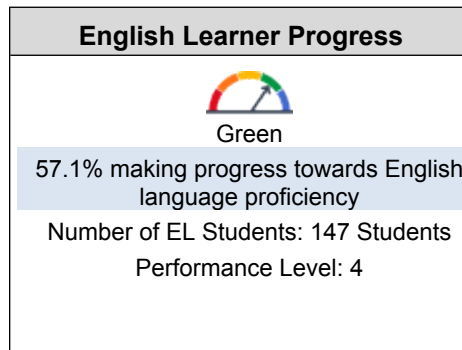 English Learner Progress
Green
57.1% making progress towards English
language proficiency
Number of EL Students: 147 Students
Performance Level: 4